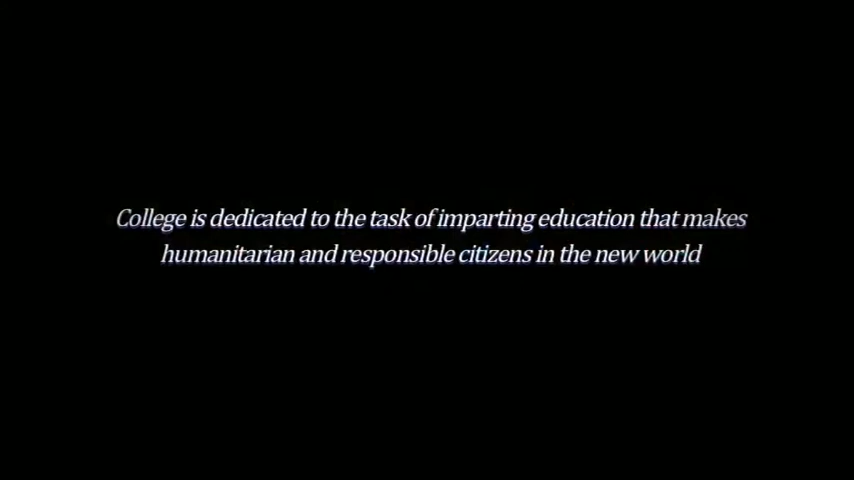 College is dedicated to the task of imparting education that makes
humanitarian and responsible citizens in the new world